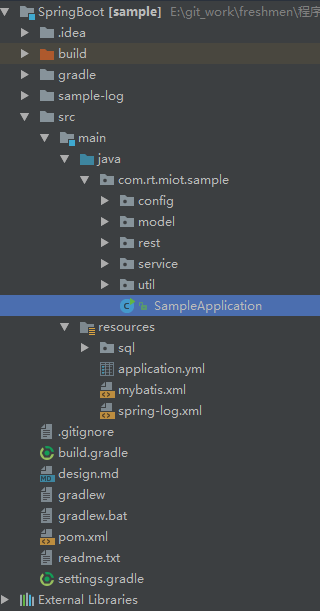 SpringBoot [sample] E:\git_work\freshmen\程序
.idea
build
gradle
sample-log
src
main
java
com.rt.miot.sample
config
model
rest
service
util
SampleApplication
resources
sql
application.yml
mybatis.xml
spring-log.xml
.gitignore
build.gradle
design.md
gradlew
gradlew.bat
pom.xml
readme.txt
settings.gradle
External Libraries